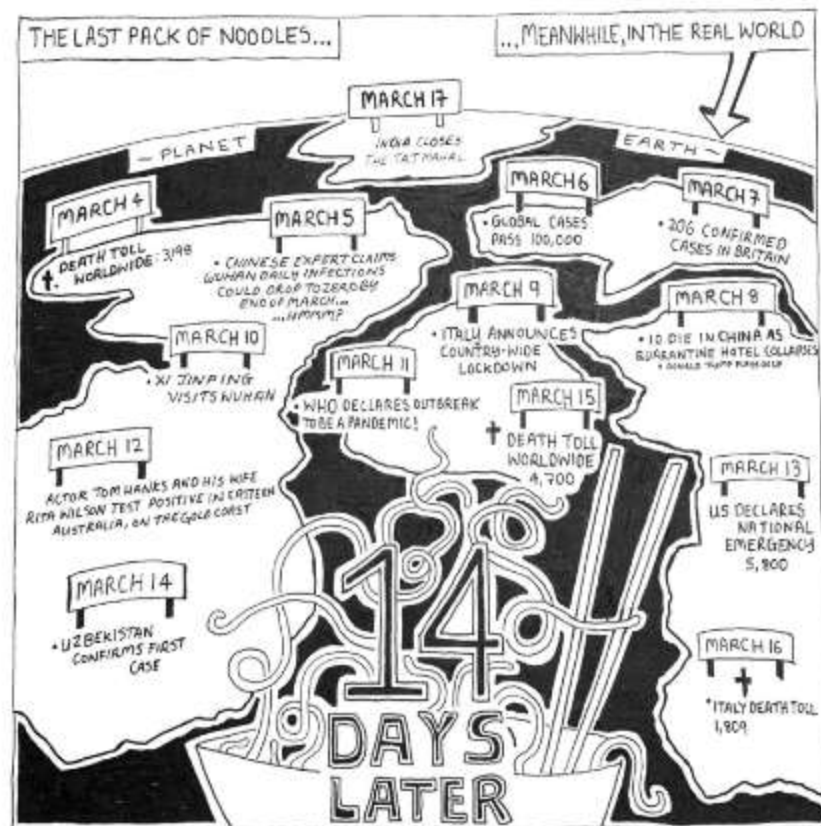 THE LAST PACK OF NOODLES...
...MEANWHILE, IN THE REAL WORLD
MARCH 17
INDIA CLOSES
THE TAJ MAHAL
~ PLANET
EARTH ~
MARCH 4
DEATH TOLL
WORLDWIDE: 3,198
MARCH 5
• CHINESE EXPERT CLAIMS
WUHAN DAILY INFECTIONS
COULD DROP TO ZERO BY
END OF MARCH...
...HMMM?
MARCH 6
• GLOBAL CASES
PASS 100,000
MARCH 7
• 206 CONFIRMED
CASES IN BRITAIN
MARCH 8
• 10 DIE IN CHINA AS
QUARANTINE HOTEL COLLAPSES
• DONALD TRUMP PLAYS GOLF
MARCH 9
• ITALY ANNOUNCES
COUNTRY-WIDE
LOCKDOWN
MARCH 10
• XI JINPING
VISITS WUHAN
MARCH 11
• WHO DECLARES OUTBREAK
TO BE A PANDEMIC!
MARCH 12
ACTOR TOM HANKS AND HIS WIFE
RITA WILSON TEST POSITIVE IN EASTERN
AUSTRALIA, ON THE GOLD COAST
MARCH 13
US DECLARES
NATIONAL
EMERGENCY
5,800
MARCH 14
• UZBEKISTAN
CONFIRMS FIRST
CASE
MARCH 15
DEATH TOLL
WORLDWIDE
4,700
MARCH 16
ITALY DEATH TOLL
1,809
14
DAYS
LATER